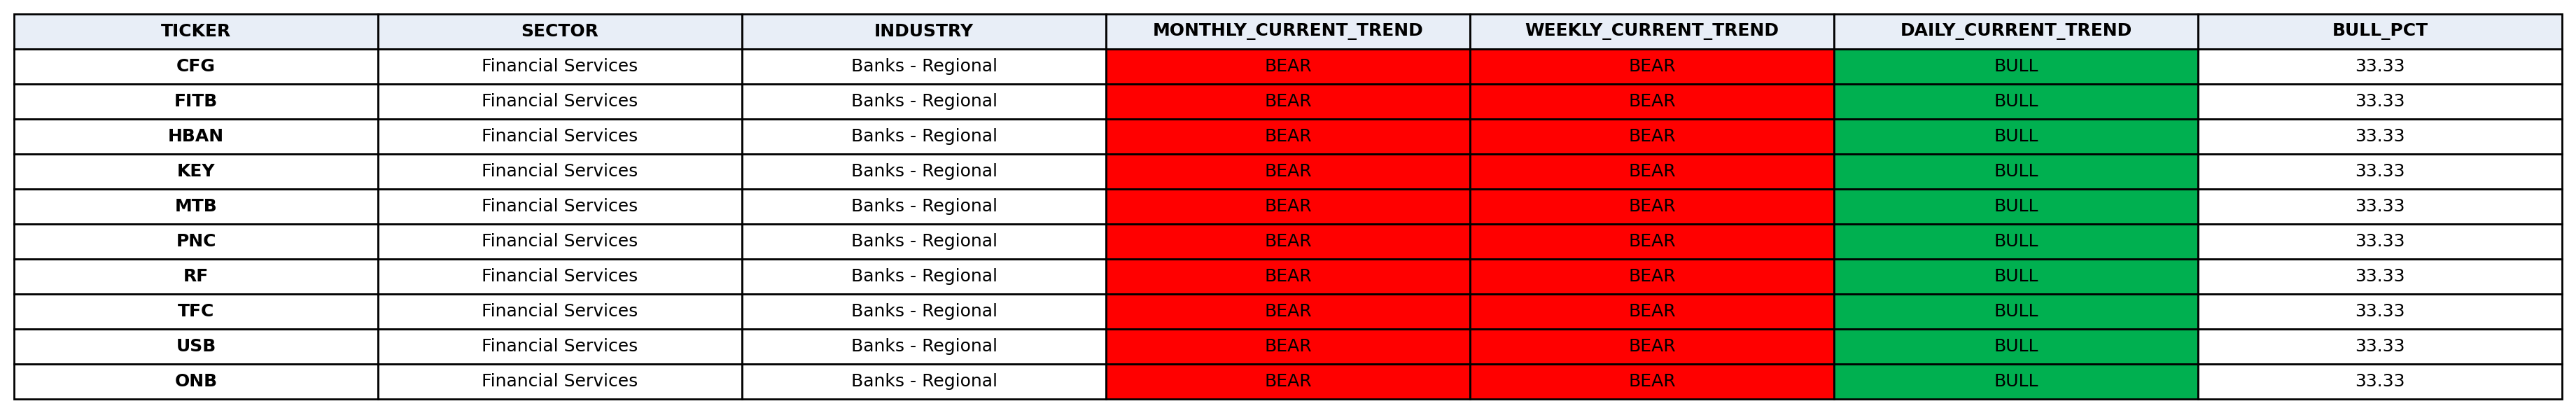 TICKER SECTOR INDUSTRY MONTHLY_CURRENT_TREND WEEKLY_CURRENT_TREND DAILY_CURRENT_TREND BULL_PCT
CFG Financial Services Banks - Regional BEAR BEAR BULL 33.33
FITB Financial Services Banks - Regional BEAR BEAR BULL 33.33
HBAN Financial Services Banks - Regional BEAR BEAR BULL 33.33
KEY Financial Services Banks - Regional BEAR BEAR BULL 33.33
MTB Financial Services Banks - Regional BEAR BEAR BULL 33.33
PNC Financial Services Banks - Regional BEAR BEAR BULL 33.33
RF Financial Services Banks - Regional BEAR BEAR BULL 33.33
TFC Financial Services Banks - Regional BEAR BEAR BULL 33.33
USB Financial Services Banks - Regional BEAR BEAR BULL 33.33
ONB Financial Services Banks - Regional BEAR BEAR BULL 33.33